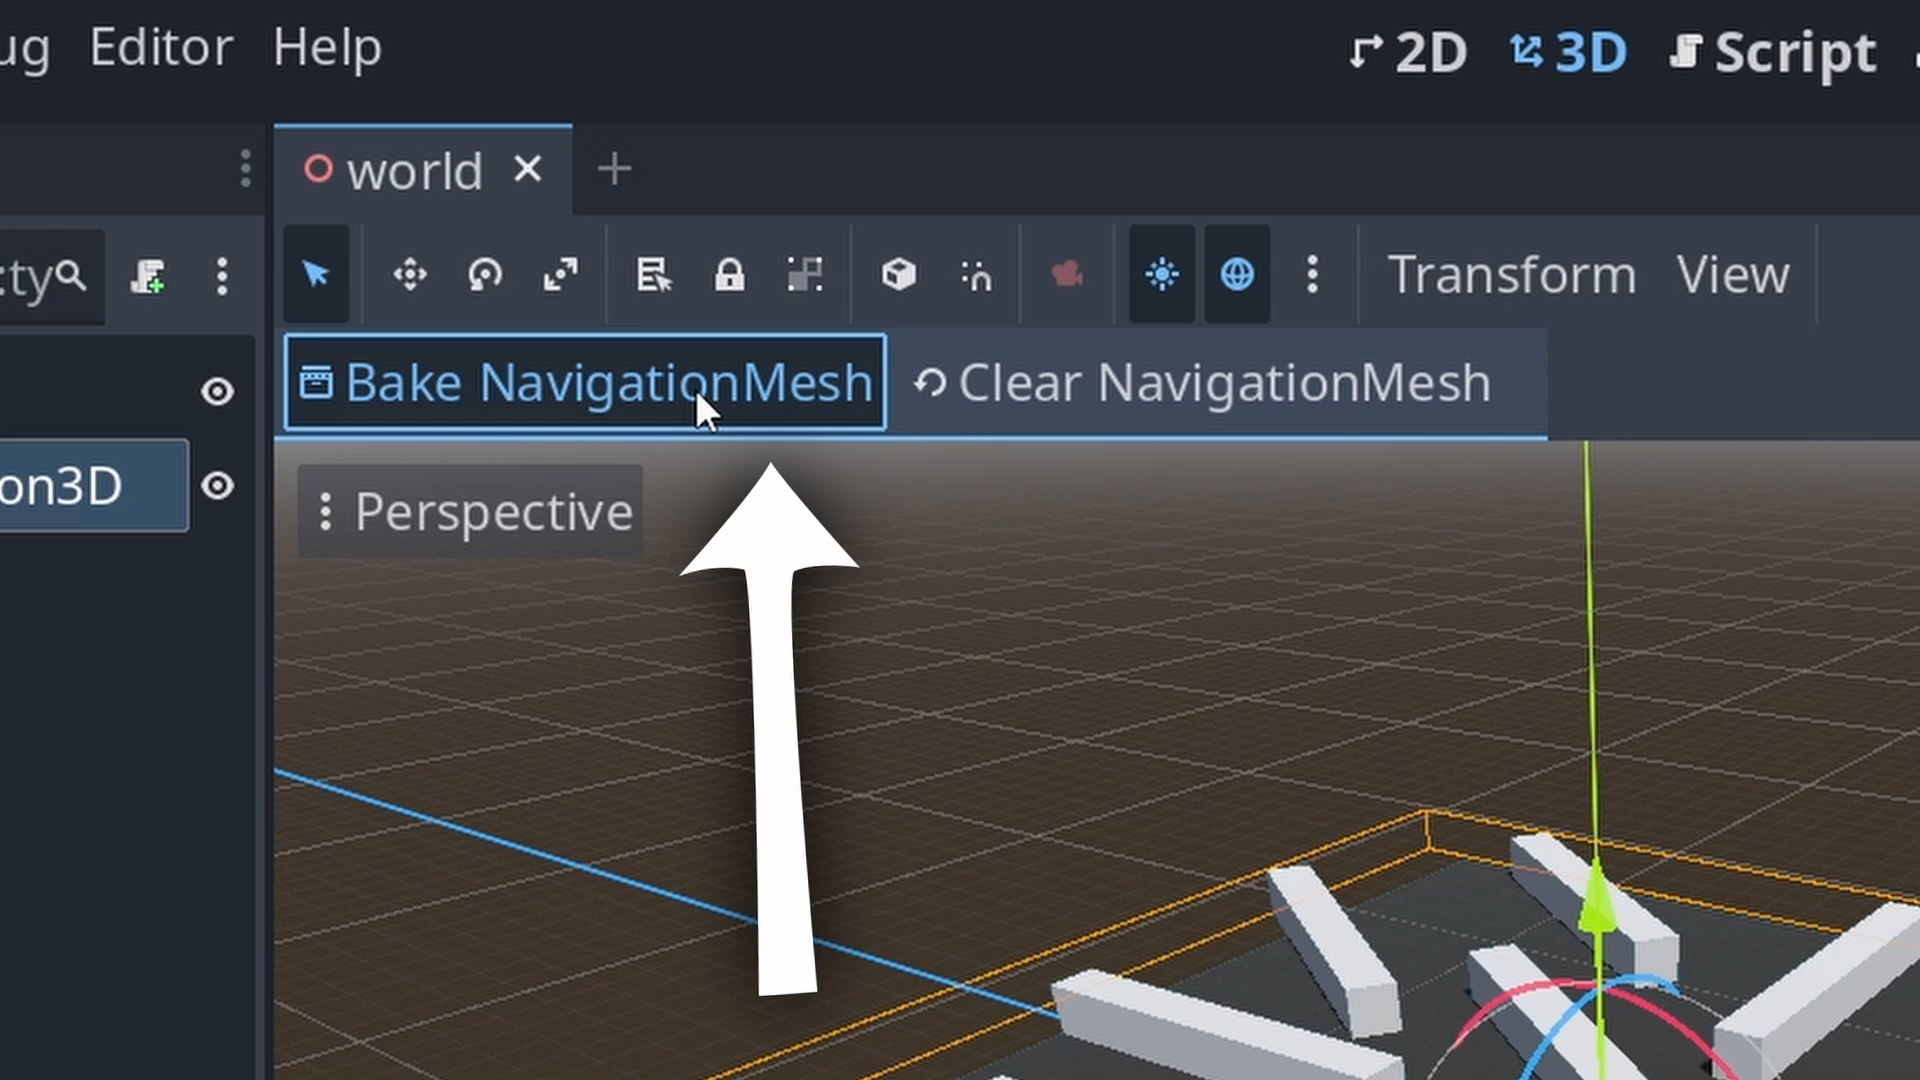 ug Editor Help
2D 3D Script
world
:ty
Transform View
Bake NavigationMesh Clear NavigationMesh
on3D
Perspective